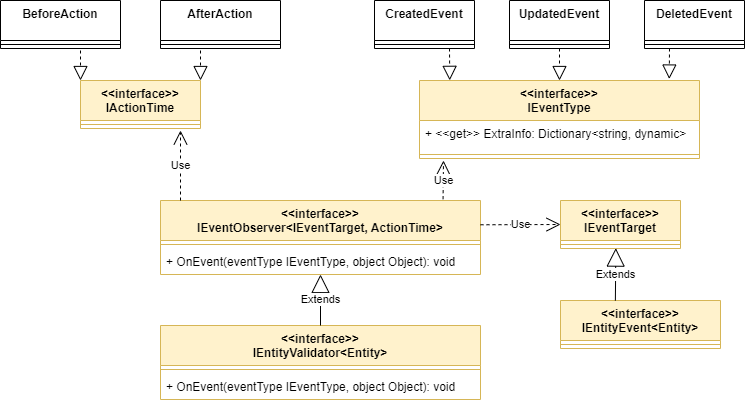 BeforeAction
AfterAction
CreatedEvent
UpdatedEvent
DeletedEvent
<<interface>>
IActionTime
<<interface>>
IEventType
+ <<get>> ExtraInfo: Dictionary<string, dynamic>
Use
Use
<<interface>>
IEventObserver<IEventTarget, ActionTime>
+ OnEvent(eventType IEventType, object Object): void
Use
<<interface>>
IEventTarget
Extends
Extends
<<interface>>
IEntityEvent<Entity>
<<interface>>
IEntityValidator<Entity>
+ OnEvent(eventType IEventType, object Object): void